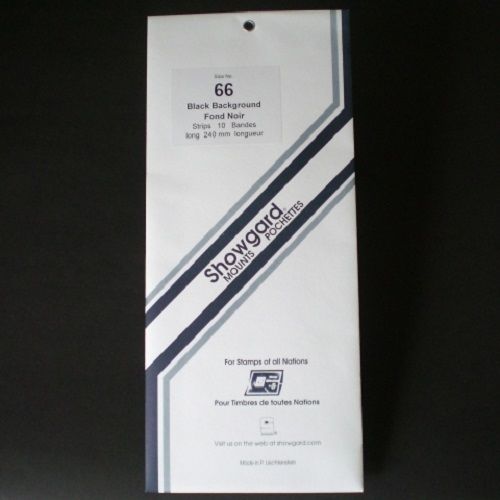 Size No.
66
Black Background
Fond Noir
Strips 10 Bandes
long 240 mm longueur
Showgard®
MOUNTS POCHETTES
For Stamps of all Nations
Pour Timbres de toutes Nations
Visit us on the web at showgard.com
Made in Liechtenstein